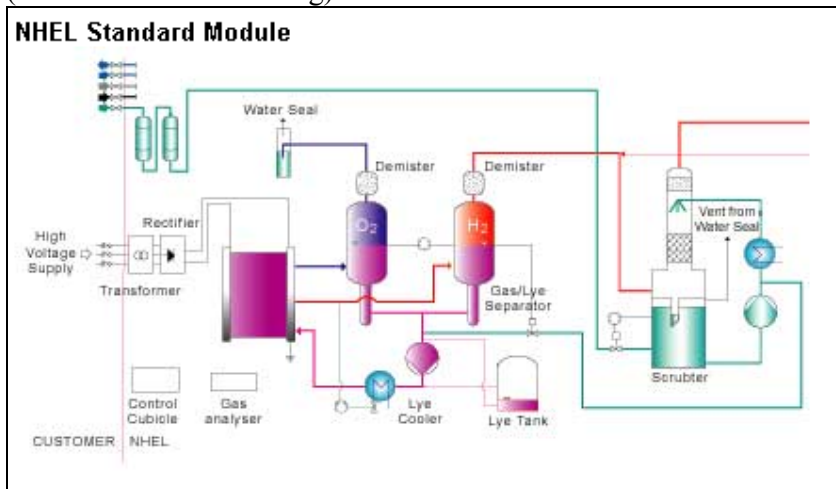 NHEL Standard Module
Water Seal
Demister
Demister
Rectifier
O2
H2
Vent from
Water Seal
High
Voltage
Supply
Gas/Lye
Separator
Transformer
Scrubter
Control
Cubicle
Gas
analyser
Lye
Cooler
Lye Tank
CUSTOMER
NHEL